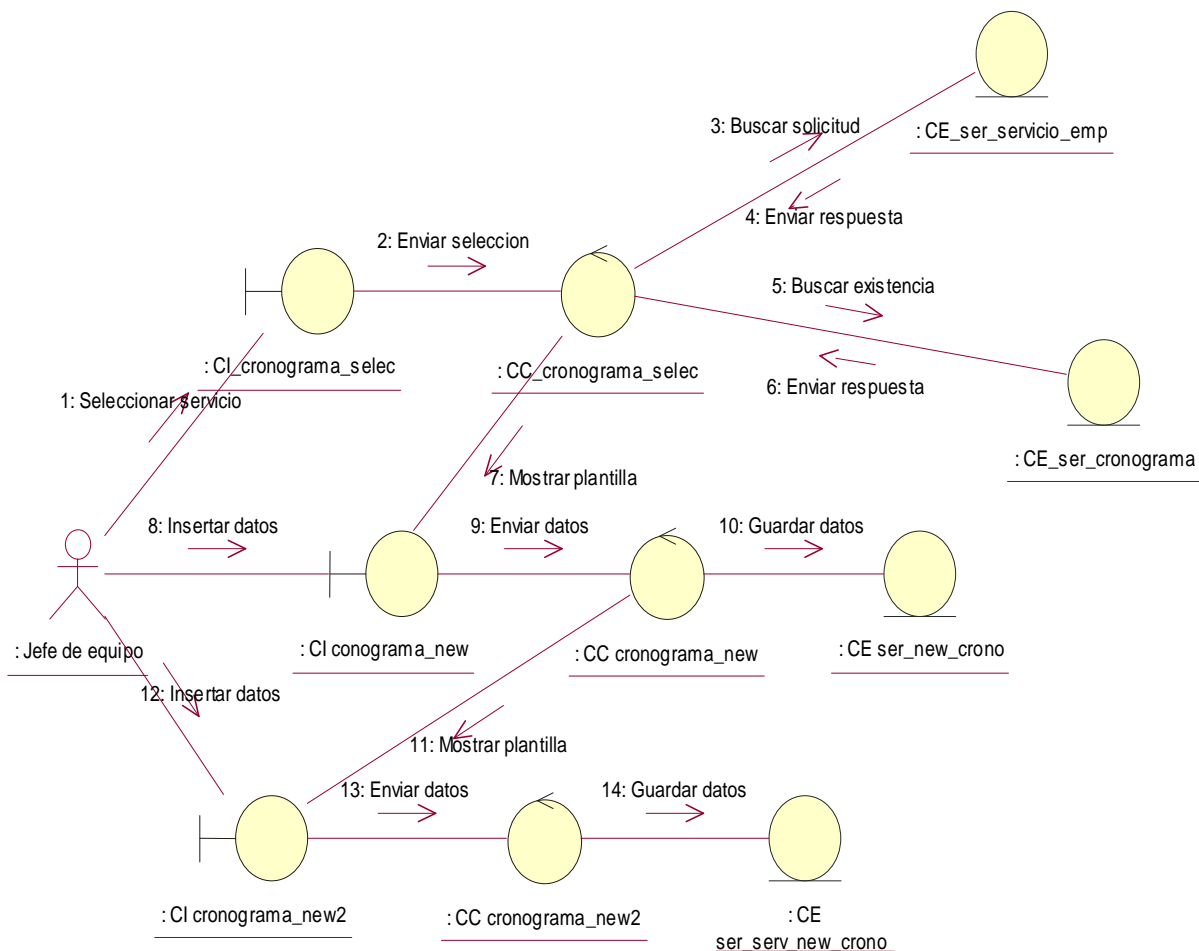 3: Buscar solicitud
: CE_ser_servicio_emp
4: Enviar respuesta
2: Enviar seleccion
5: Buscar existencia
: CI_cronograma_selec
: CC_cronograma_selec
6: Enviar respuesta
1: Seleccionar servicio
: CE_ser_cronograma
7: Mostrar plantilla
8: Insertar datos
9: Enviar datos
10: Guardar datos
: Jefe de equipo
: CI conograma_new
: CC cronograma_new
: CE ser_new_crono
12: Insertar datos
11: Mostrar plantilla
13: Enviar datos
14: Guardar datos
: CI cronograma_new2
: CC cronograma_new2
: CE
ser_serv_new_crono